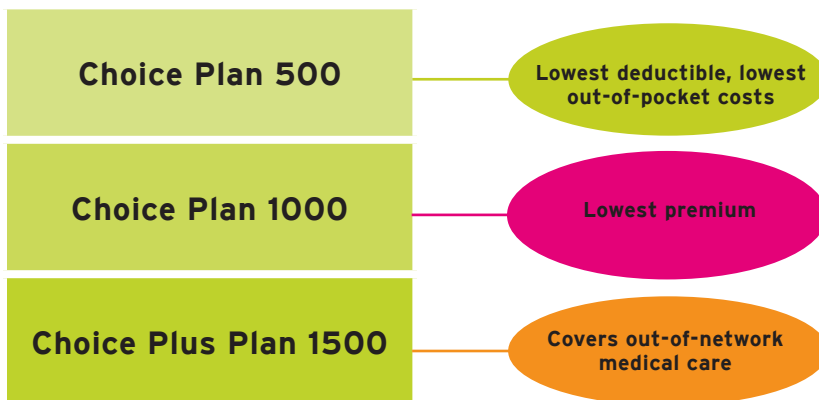 Choice Plan 500
Lowest deductible, lowest
out-of-pocket costs
Choice Plan 1000
Lowest premium
Choice Plus Plan 1500
Covers out-of-network
medical care